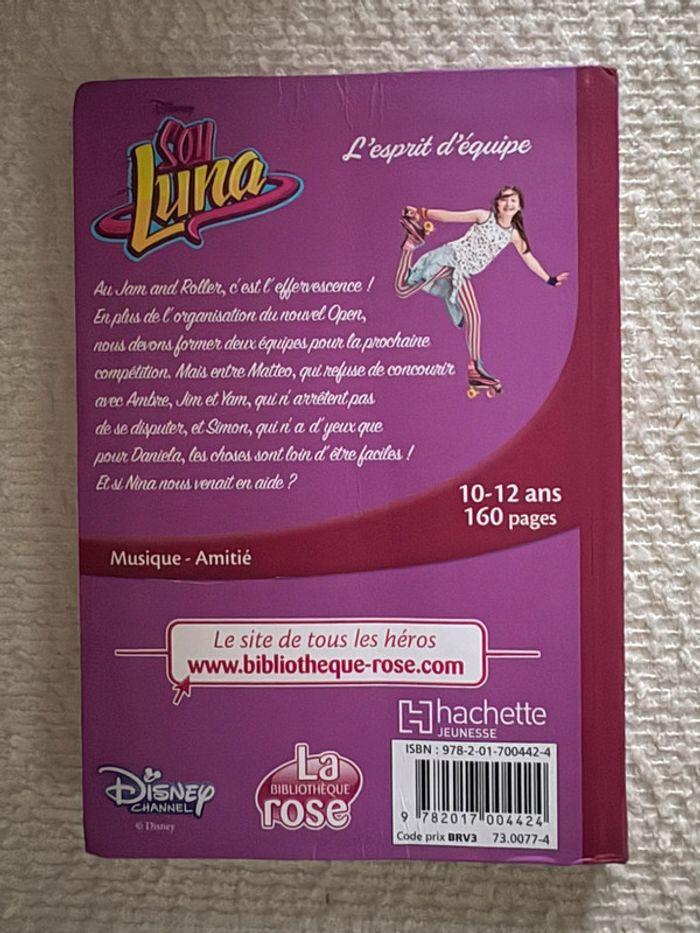 Disney
SOY
Luna
L'esprit d'équipe
Au Jam and Roller, c'est l'effervescence !
En plus de l'organisation du nouvel Open,
nous devons former deux équipes pour la prochaine
compétition. Mais entre Matteo, qui refuse de concourir
avec Ambre, Jim et Yam, qui n'arrêtent pas
de se disputer, et Simon, qui n'a d'yeux que
pour Daniela, les choses sont loin d'être faciles !
Et si Nina nous venait en aide ?
10-12 ans
160 pages
Musique - Amitié
Le site de tous les héros
www.bibliotheque-rose.com
hachette
JEUNESSE
ISBN : 978-2-01-700442-4
9 782017 004424
Code prix BRV3 73.0077-4
DISNEY
CHANNEL
© Disney
La
BIBLIOTHÈQUE
rose